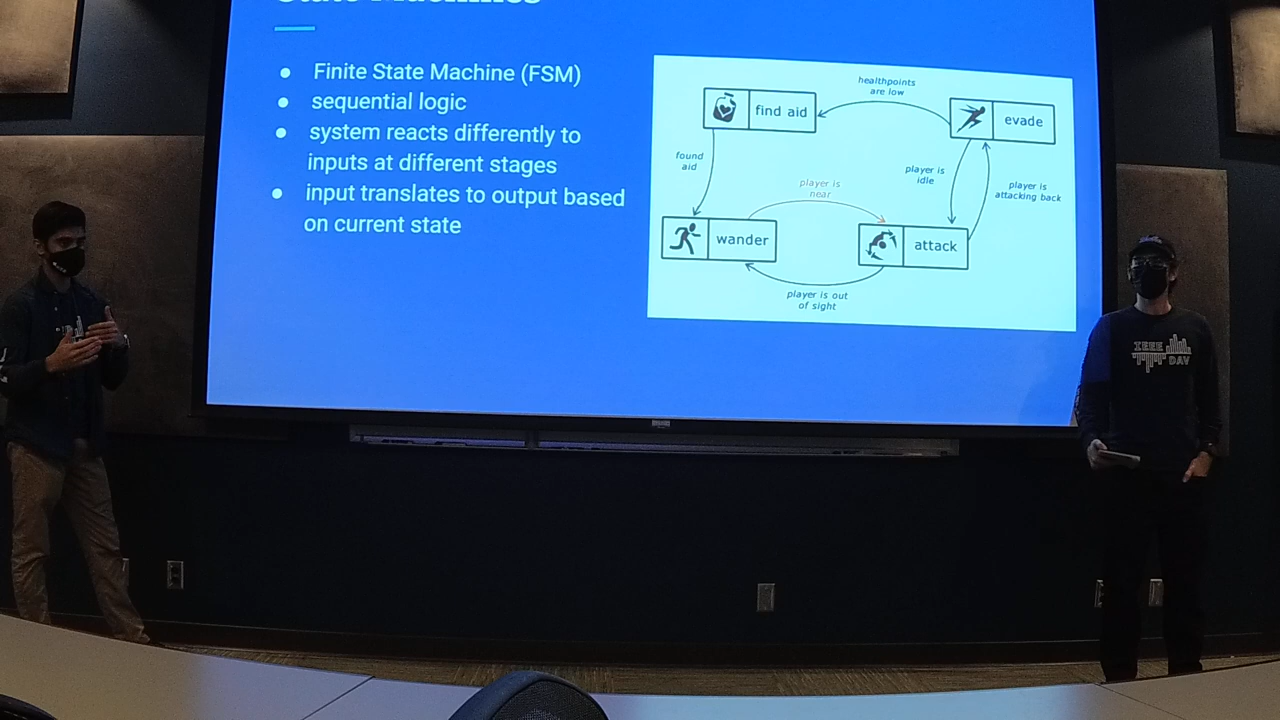 State Machines
Finite State Machine (FSM)
sequential logic
system reacts differently to
inputs at different stages
input translates to output based
on current state
healthpoints
are low
find aid
evade
found
aid
player is
idle
player is
attacking back
player is
near
wander
attack
player is out
of sight
IEEE
DAY